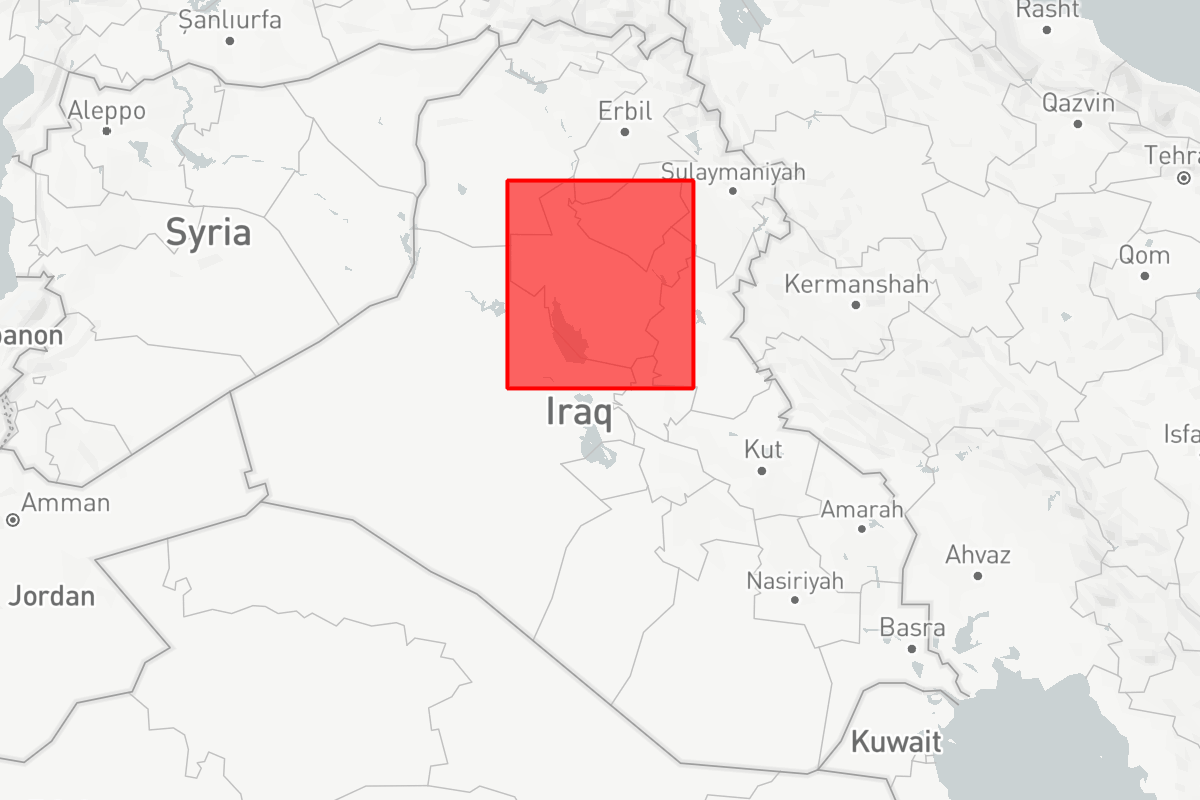 Şanlıurfa
Rasht
Aleppo
Erbil
Qazvin
Tehra
Sulaymaniyah
Syria
Qom
Kermanshah
banon
Iraq
Isfa
Kut
Amman
Amarah
Ahvaz
Nasiriyah
Jordan
Basra
Kuwait